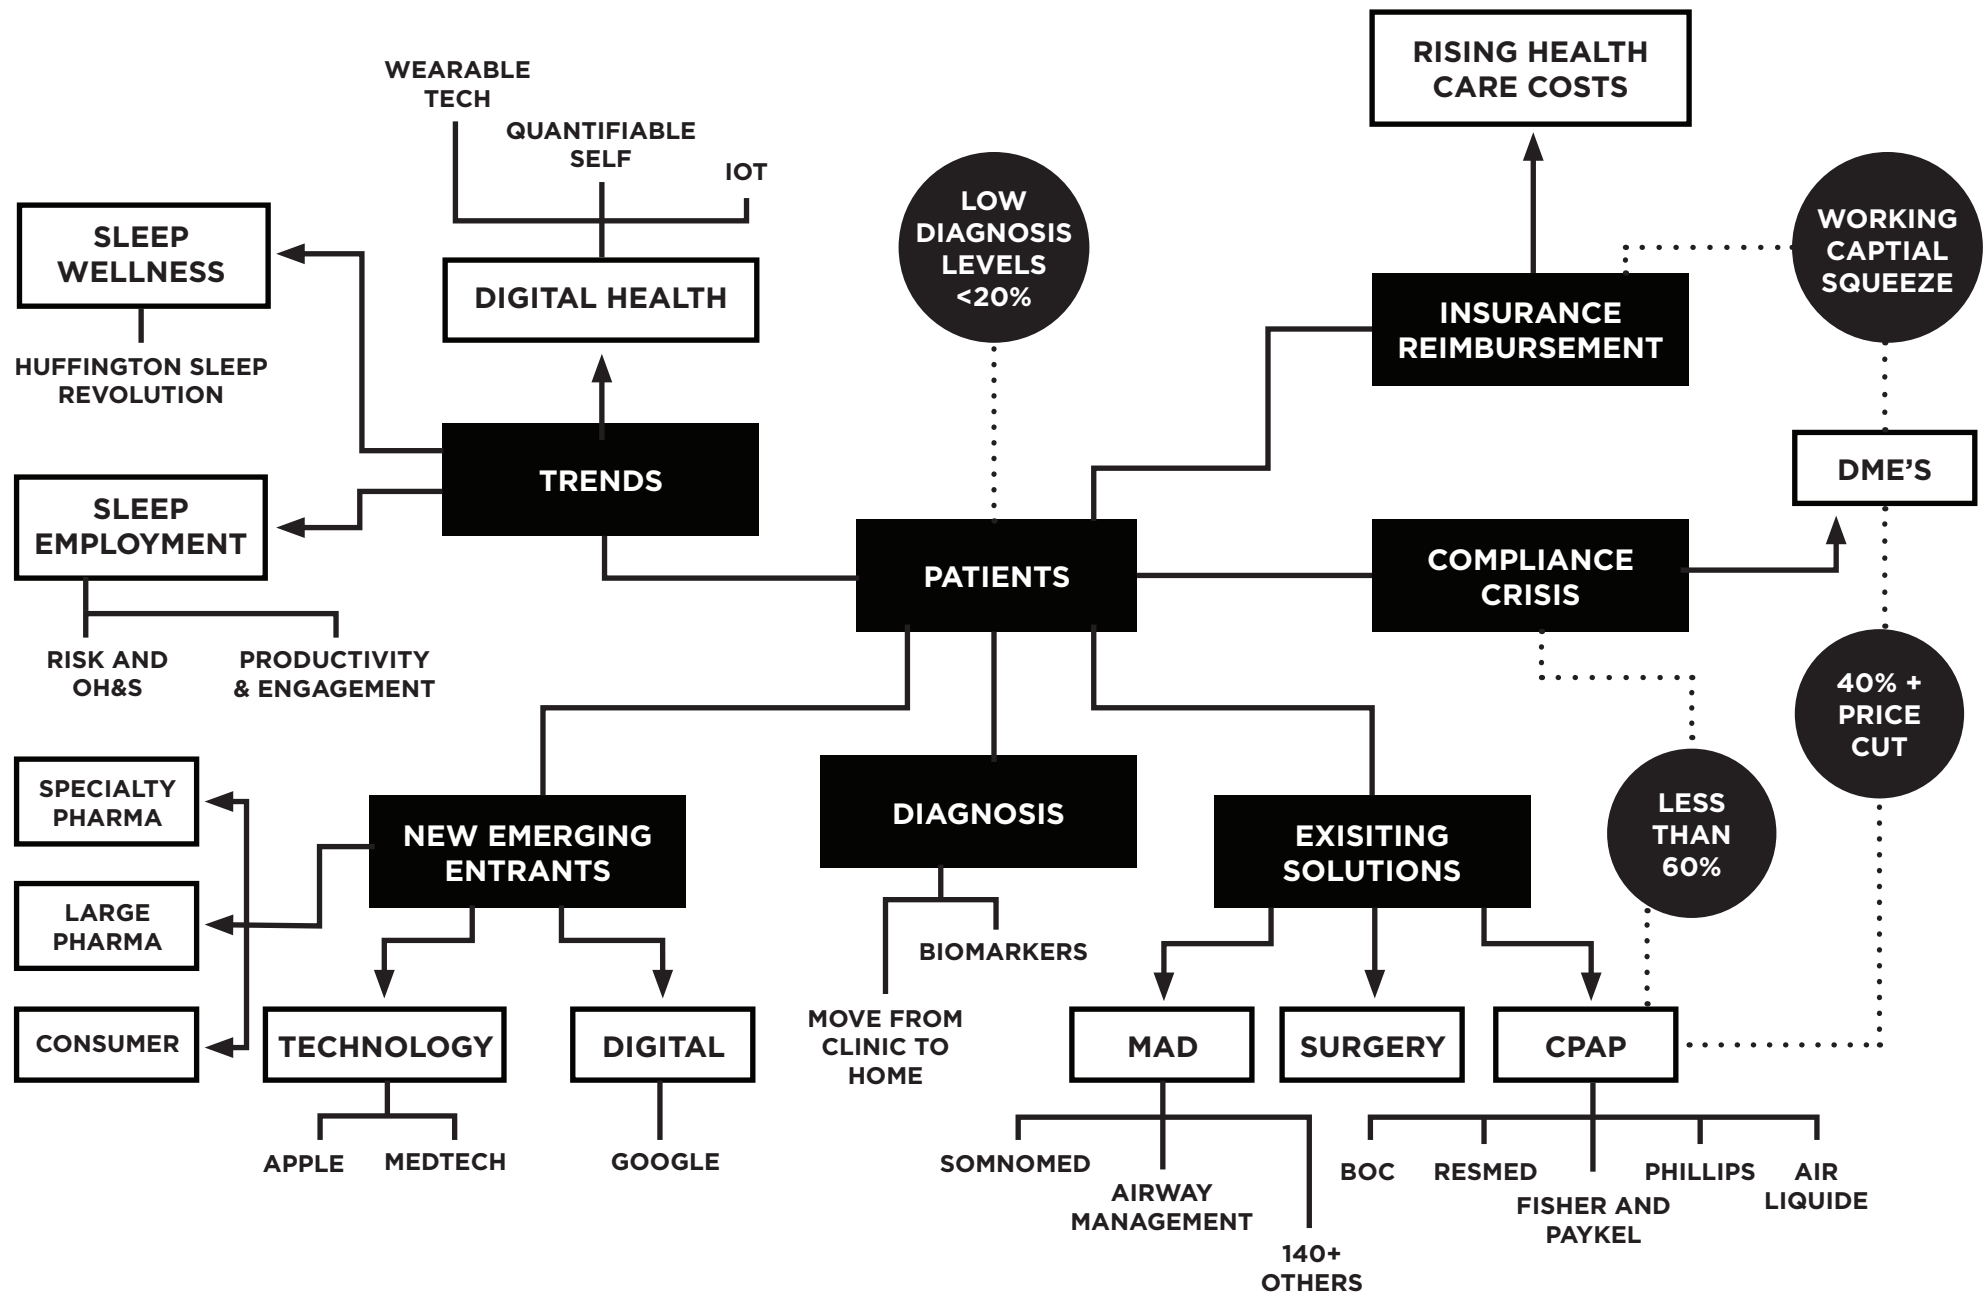 WEARABLE
TECH
QUANTIFIABLE
SELF
IOT
SLEEP
WELLNESS
HUFFINGTON SLEEP
REVOLUTION
DIGITAL HEALTH
TRENDS
SLEEP
EMPLOYMENT
RISK AND
OH&S
PRODUCTIVITY
& ENGAGEMENT
LOW
DIAGNOSIS
LEVELS
<20%
PATIENTS
RISING HEALTH
CARE COSTS
INSURANCE
REIMBURSEMENT
WORKING
CAPTIAL
SQUEEZE
DME’S
COMPLIANCE
CRISIS
40% +
PRICE
CUT
LESS
THAN
60%
SPECIALTY
PHARMA
LARGE
PHARMA
CONSUMER
NEW EMERGING
ENTRANTS
TECHNOLOGY
APPLE
MEDTECH
DIGITAL
GOOGLE
DIAGNOSIS
BIOMARKERS
MOVE FROM
CLINIC TO
HOME
EXISITING
SOLUTIONS
MAD
SURGERY
CPAP
SOMNOMED
AIRWAY
MANAGEMENT
140+
OTHERS
BOC
RESMED
FISHER AND
PAYKEL
PHILLIPS
AIR
LIQUIDE